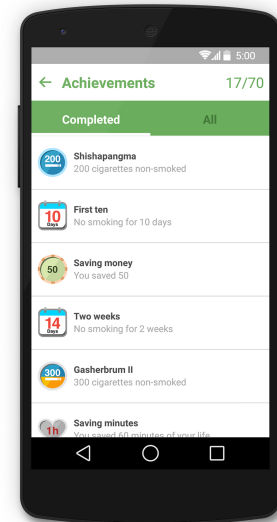 5:00
Achievements 17/70
Completed All
200
Shishapangma
200 cigarettes non-smoked
10
Days
First ten
No smoking for 10 days
50
Saving money
You saved 50
14
Days
Two weeks
No smoking for 2 weeks
300
Gasherbrum II
300 cigarettes non-smoked
1h
Saving minutes
You saved 60 minutes of your life